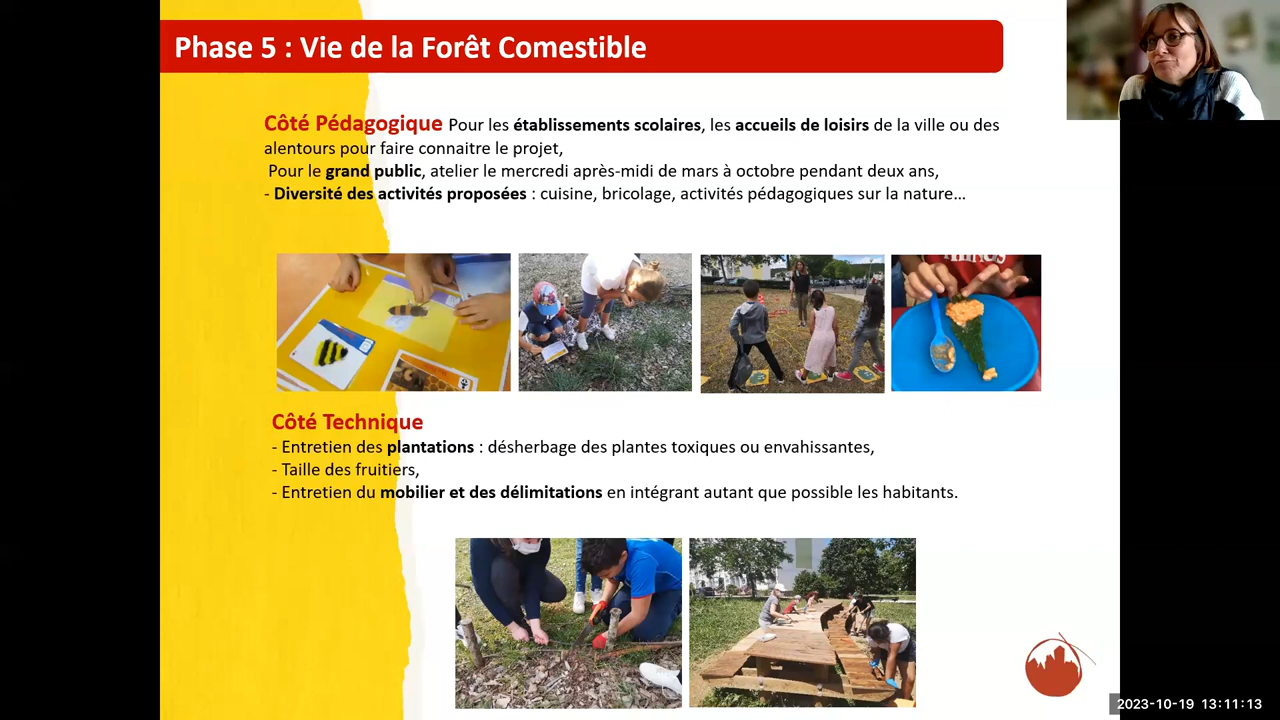 Phase 5 : Vie de la Forêt Comestible
Côté Pédagogique Pour les établissements scolaires, les accueils de loisirs de la ville ou des
alentours pour faire connaitre le projet,
Pour le grand public, atelier le mercredi après-midi de mars à octobre pendant deux ans,
- Diversité des activités proposées : cuisine, bricolage, activités pédagogiques sur la nature…
Côté Technique
- Entretien des plantations : désherbage des plantes toxiques ou envahissantes,
- Taille des fruitiers,
- Entretien du mobilier et des délimitations en intégrant autant que possible les habitants.
2023-10-19 13:11:13